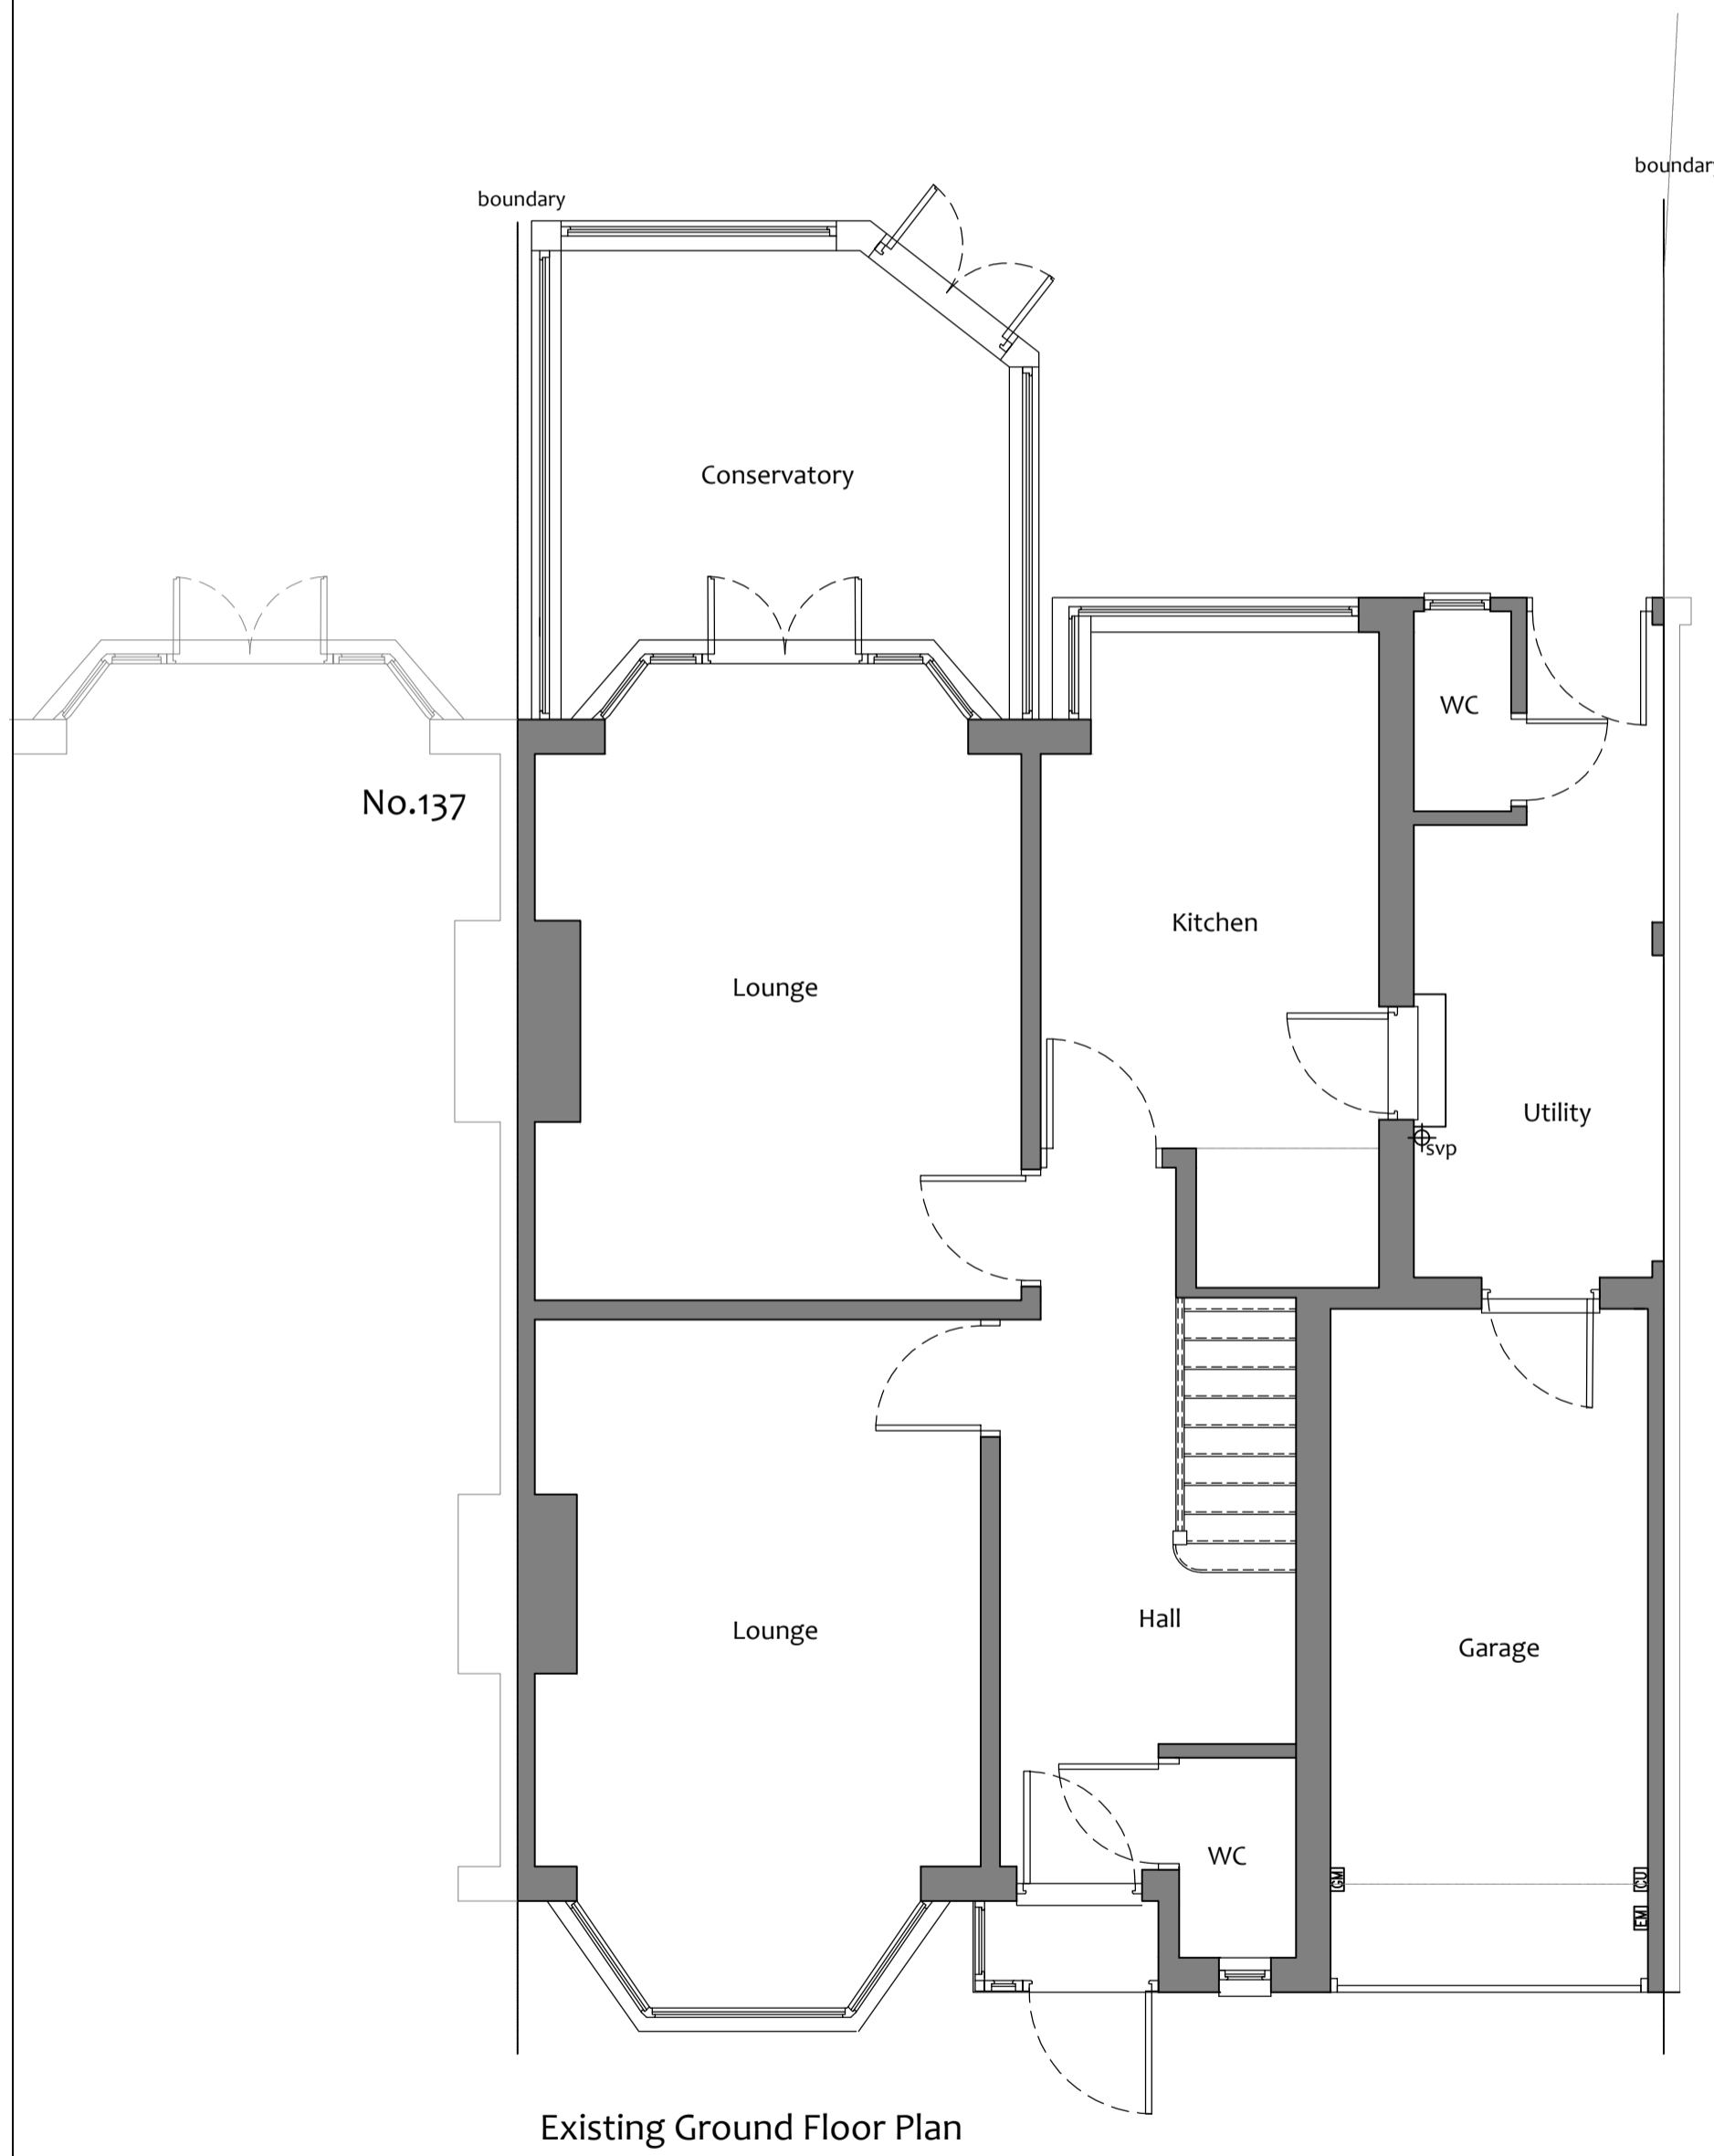 boundary
boundar
Conservatory
WC
No.137
Kitchen
Lounge
Utility
svp
Hall
Lounge
Garage
WC
GM
CU
EM
Existing Ground Floor Plan